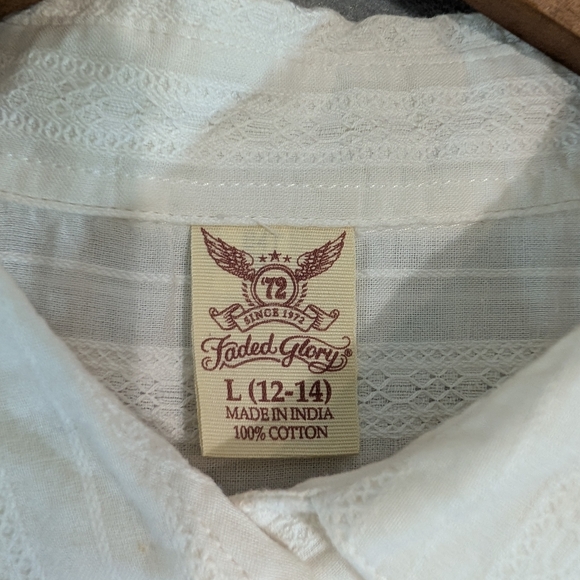 '72
SINCE 1972
Faded Glory®
L (12-14)
MADE IN INDIA
100% COTTON